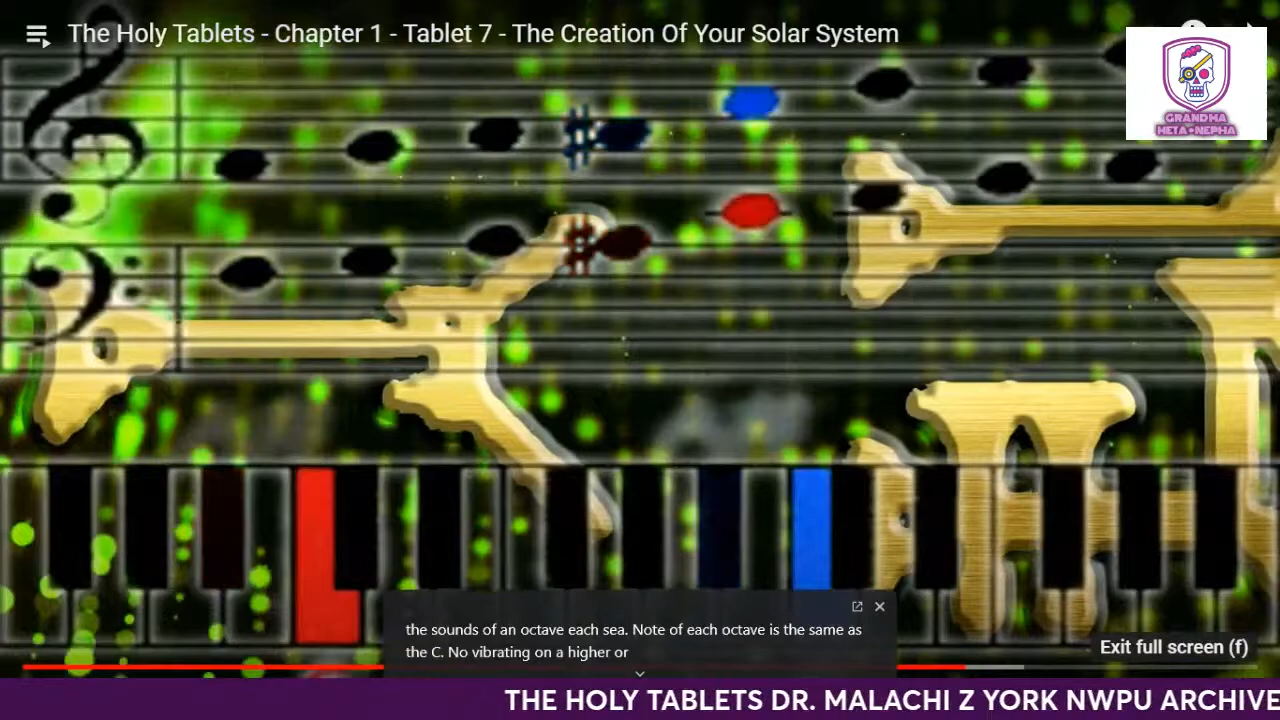 The Holy Tablets - Chapter 1 - Tablet 7 - The Creation Of Your Solar System
GRANDMA
META•NEPHA
the sounds of an octave each sea. Note of each octave is the same as
the C. No vibrating on a higher or
Exit full screen (f)
THE HOLY TABLETS DR. MALACHI Z YORK NWPU ARCHIVE